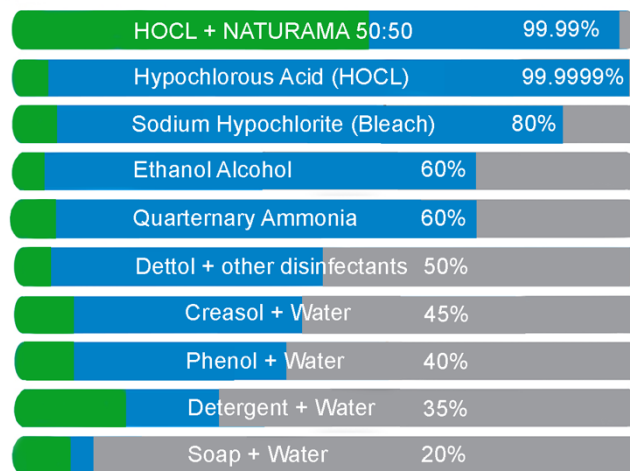 HOCL + NATURAMA 50:50 99.99%
Hypochlorous Acid (HOCL) 99.9999%
Sodium Hypochlorite (Bleach) 80%
Ethanol Alcohol 60%
Quarternary Ammonia 60%
Dettol + other disinfectants 50%
Creasol + Water 45%
Phenol + Water 40%
Detergent + Water 35%
Soap + Water 20%